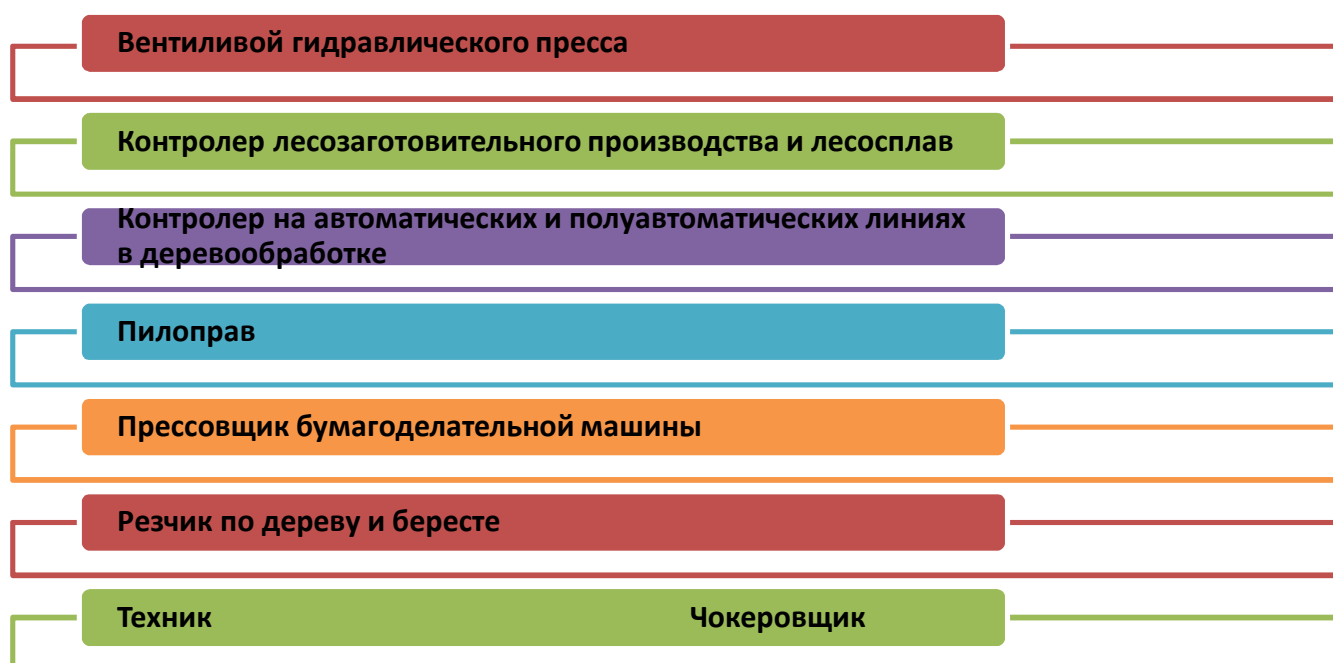 Вентиливой гидравлического пресса
Контролер лесозаготовительного производства и лесосплав
Контролер на автоматических и полуавтоматических линиях
в деревообработке
Пилоправ
Прессовщик бумагоделательной машины
Резчик по дереву и бересте
Техник Чокеровщик